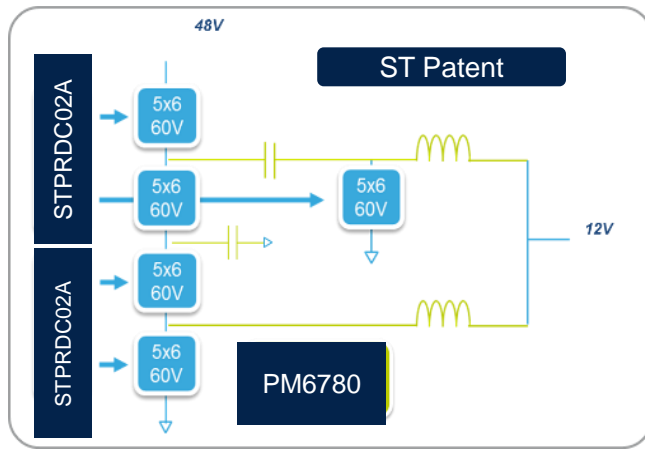 48V
ST Patent
STPRDC02A
5x6
60V
5x6
60V
5x6
60V
12V
STPRDC02A
5x6
60V
5x6
60V
PM6780